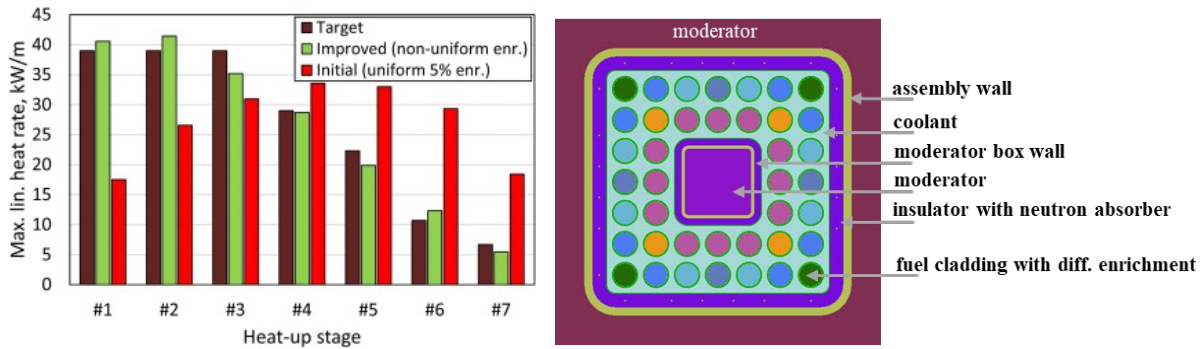 45
40
35
30
25
20
15
10
5
0
Max. lin. heat rate, kW/m
Target
Improved (non-uniform enr.)
Initial (uniform 5% enr.)
#1 #2 #3 #4 #5 #6 #7
Heat-up stage
moderator
assembly wall
coolant
moderator box wall
moderator
insulator with neutron absorber
fuel cladding with diff. enrichment